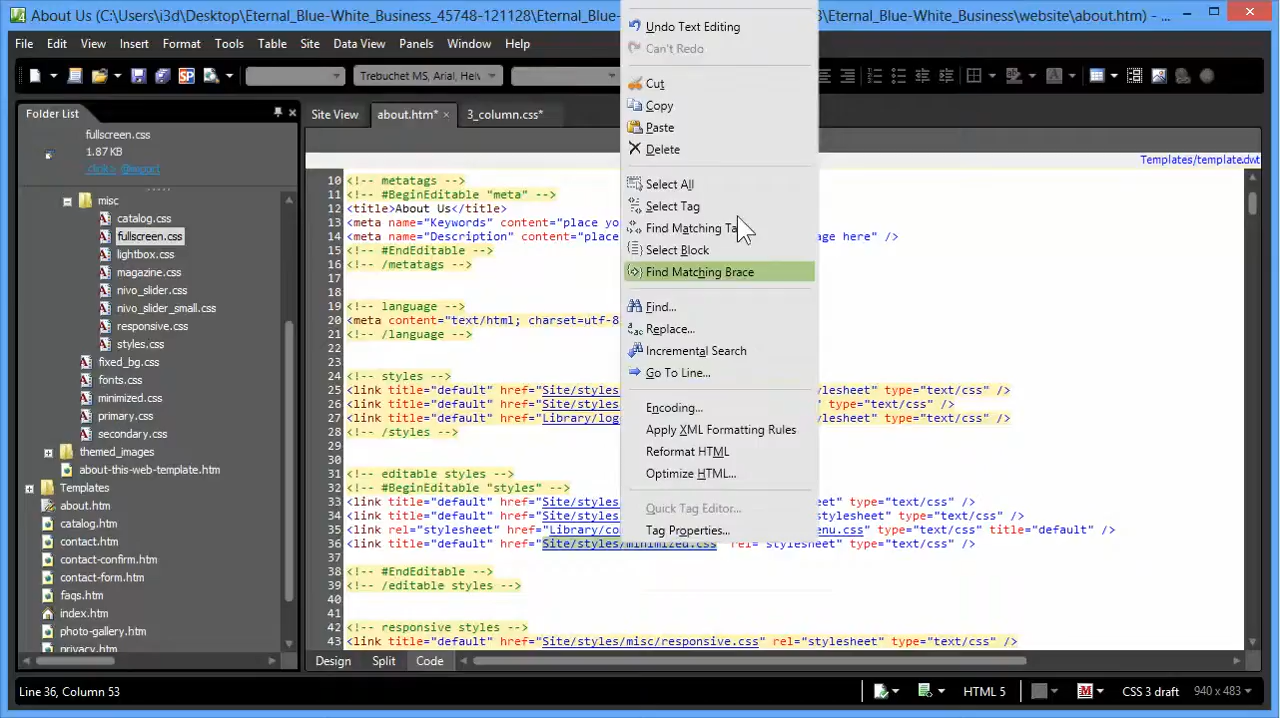 About Us (C:\Users\i3d\Desktop\Eternal_Blue-White_Business_45748-121128\Eternal_Blue- 8\Eternal_Blue-White_Business\website\about.htm) - ...
File Edit View Insert Format Tools Table Site Data View Panels Window Help
Trebuchet MS, Arial, Helv
Folder List
Site View about.htm* × 3_column.css*
fullscreen.css
1.87 KB
<links @import
Templates/template.dwt
misc
catalog.css
fullscreen.css
lightbox.css
magazine.css
nivo_slider.css
nivo_slider_small.css
responsive.css
styles.css
fixed_bg.css
fonts.css
minimized.css
primary.css
secondary.css
themed_images
about-this-web-template.htm
Templates
about.htm
catalog.htm
contact.htm
contact-confirm.htm
contact-form.htm
faqs.htm
index.htm
photo-gallery.htm
privacy.htm
10 <!-- metatags -->
11 <!-- #BeginEditable "meta" -->
12 <title>About Us</title>
13 <meta name="Keywords" content="place yo
14 <meta name="Description" content="place age here" />
15 <!-- #EndEditable -->
16 <!-- /metatags -->
17
18
19 <!-- language -->
20 <meta content="text/html; charset=utf-8
21 <!-- /language -->
22
23
24 <!-- styles -->
25 <link title="default" href="Site/styles stylesheet" type="text/css" />
26 <link title="default" href="Site/styles " type="text/css" />
27 <link title="default" href="Library/log stylesheet" type="text/css" />
28 <!-- /styles -->
29
30
31 <!-- editable styles -->
32 <!-- #BeginEditable "styles" -->
33 <link title="default" href="Site/styles et" type="text/css" />
34 <link title="default" href="Site/styles stylesheet" type="text/css" />
35 <link rel="stylesheet" href="Library/co nu.css" type="text/css" title="default" />
36 <link title="default" href="Site/styles/minimized.css" rel="stylesheet" type="text/css" />
37
38 <!-- #EndEditable -->
39 <!-- /editable styles -->
40
41
42 <!-- responsive styles -->
43 <link title="default" href="Site/styles/misc/responsive.css" rel="stylesheet" type="text/css" />
Undo Text Editing
Can't Redo
Cut
Copy
Paste
Delete
Select All
Select Tag
Find Matching Ta
Select Block
Find Matching Brace
Find...
Replace...
Incremental Search
Go To Line...
Encoding...
Apply XML Formatting Rules
Reformat HTML
Optimize HTML...
Quick Tag Editor...
Tag Properties...
Design Split Code
Line 36, Column 53
HTML 5 CSS 3 draft 940 × 483